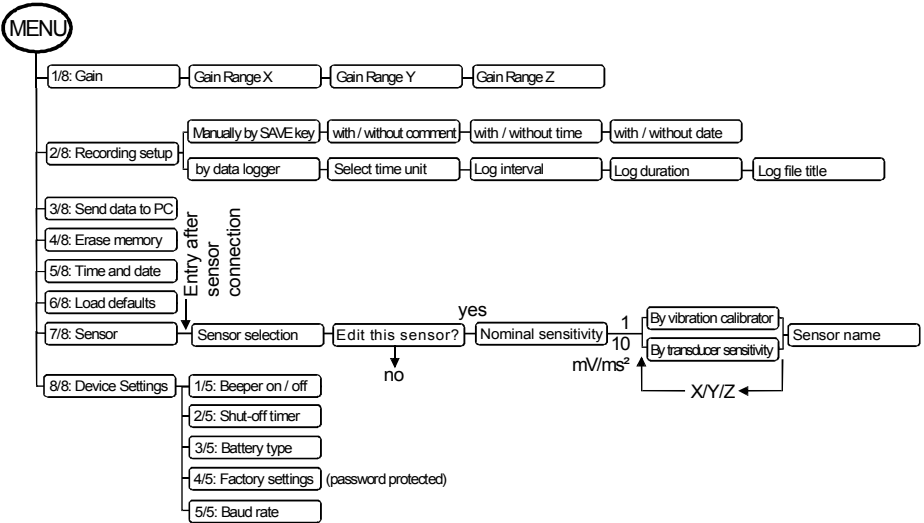 MENU
1/8: Gain
Gain Range X
Gain Range Y
Gain Range Z
2/8: Recording setup
Manually by SAVE key
with / without comment
with / without time
with / without date
by data logger
Select time unit
Log interval
Log duration
Log file title
3/8: Send data to PC
4/8: Erase memory
5/8: Time and date
6/8: Load defaults
7/8: Sensor
Entry after
sensor
connection
Sensor selection
Edit this sensor?
yes
no
Nominal sensitivity
1
10
mV/ms²
By vibration calibrator
By transducer sensitivity
X/Y/Z
Sensor name
8/8: Device Settings
1/5: Beeper on / off
2/5: Shut-off timer
3/5: Battery type
4/5: Factory settings
(password protected)
5/5: Baud rate